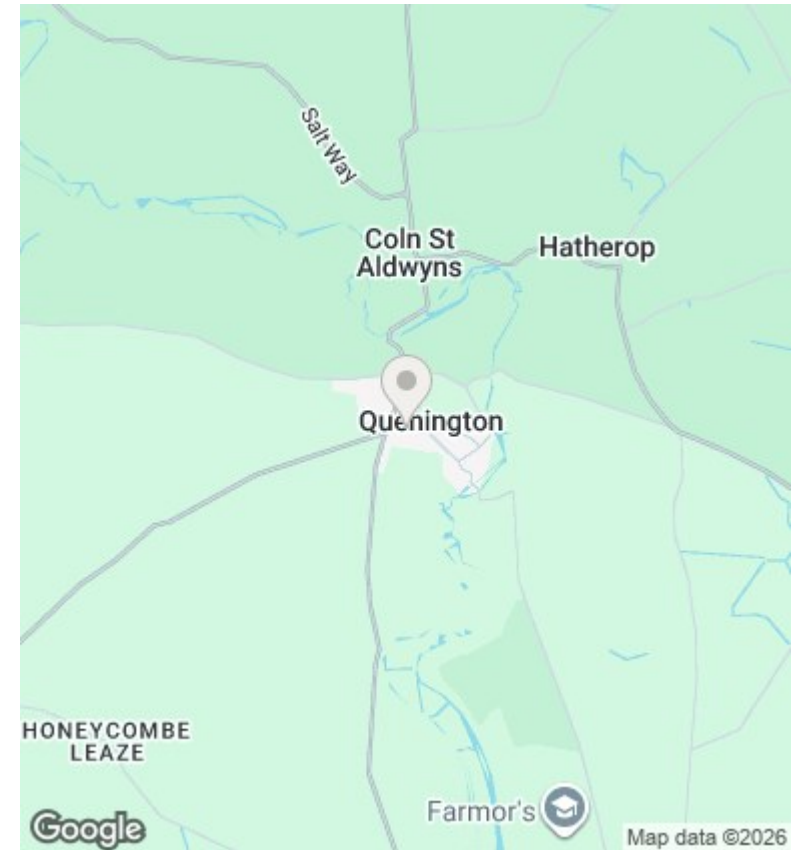 Salt Way
Coln St
Aldwyns
Hatherop
Quenington
HONEYCOMBE
LEAZE
Farmor's
Google
Map data ©2026